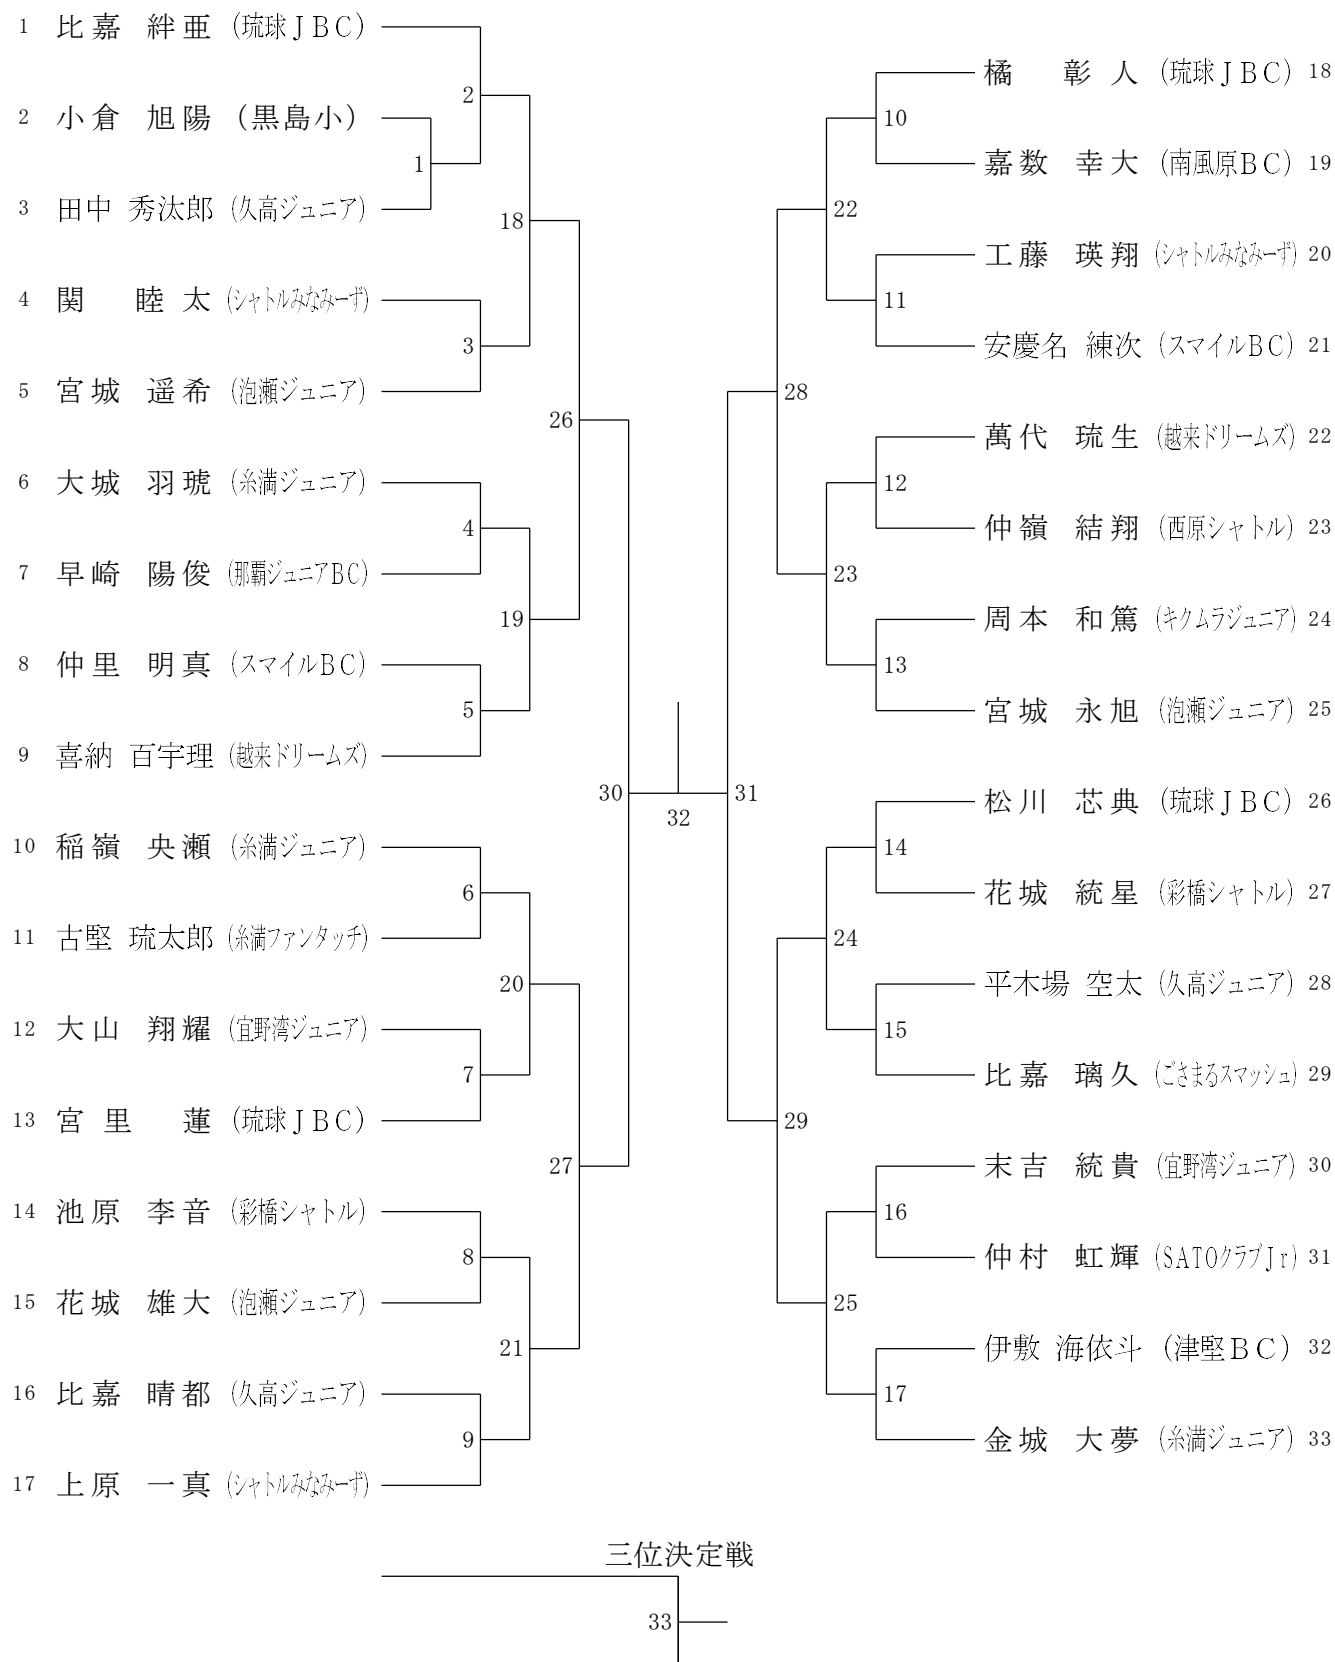 1 比嘉 絆亜 (琉球JBC)
2 小倉 旭陽 (黒島小)
3 田中 秀汰郎 (久高ジュニア)
4 関 睦太 (シャトルみなみーず)
5 宮城 遥希 (泡瀬ジュニア)
6 大城 羽琥 (糸満ジュニア)
7 早崎 陽俊 (那覇ジュニアBC)
8 仲里 明真 (スマイルBC)
9 喜納 百宇理 (越来ドリームズ)
10 稲嶺 央瀬 (糸満ジュニア)
11 古堅 琉太郎 (糸満ファンタッチ)
12 大山 翔耀 (宜野湾ジュニア)
13 宮里 蓮 (琉球JBC)
14 池原 李音 (彩橋シャトル)
15 花城 雄大 (泡瀬ジュニア)
16 比嘉 晴都 (久高ジュニア)
17 上原 一真 (シャトルみなみーず)
1
2
3
4
5
6
7
8
9
18
19
20
21
26
27
30
32
31
28
29
22
23
24
25
10
11
12
13
14
15
16
17
橘 彰人 (琉球JBC) 18
嘉数 幸大 (南風原BC) 19
工藤 瑛翔 (シャトルみなみーず) 20
安慶名 練次 (スマイルBC) 21
萬代 琉生 (越来ドリームズ) 22
仲嶺 結翔 (西原シャトル) 23
周本 和篤 (キクムラジュニア) 24
宮城 永旭 (泡瀬ジュニア) 25
松川 芯典 (琉球JBC) 26
花城 統星 (彩橋シャトル) 27
平木場 空太 (久高ジュニア) 28
比嘉 璃久 (ごさまるスマッシュ) 29
末吉 統貴 (宜野湾ジュニア) 30
仲村 虹輝 (SATOクラブJr) 31
伊敷 海依斗 (津堅BC) 32
金城 大夢 (糸満ジュニア) 33
三位決定戦
33